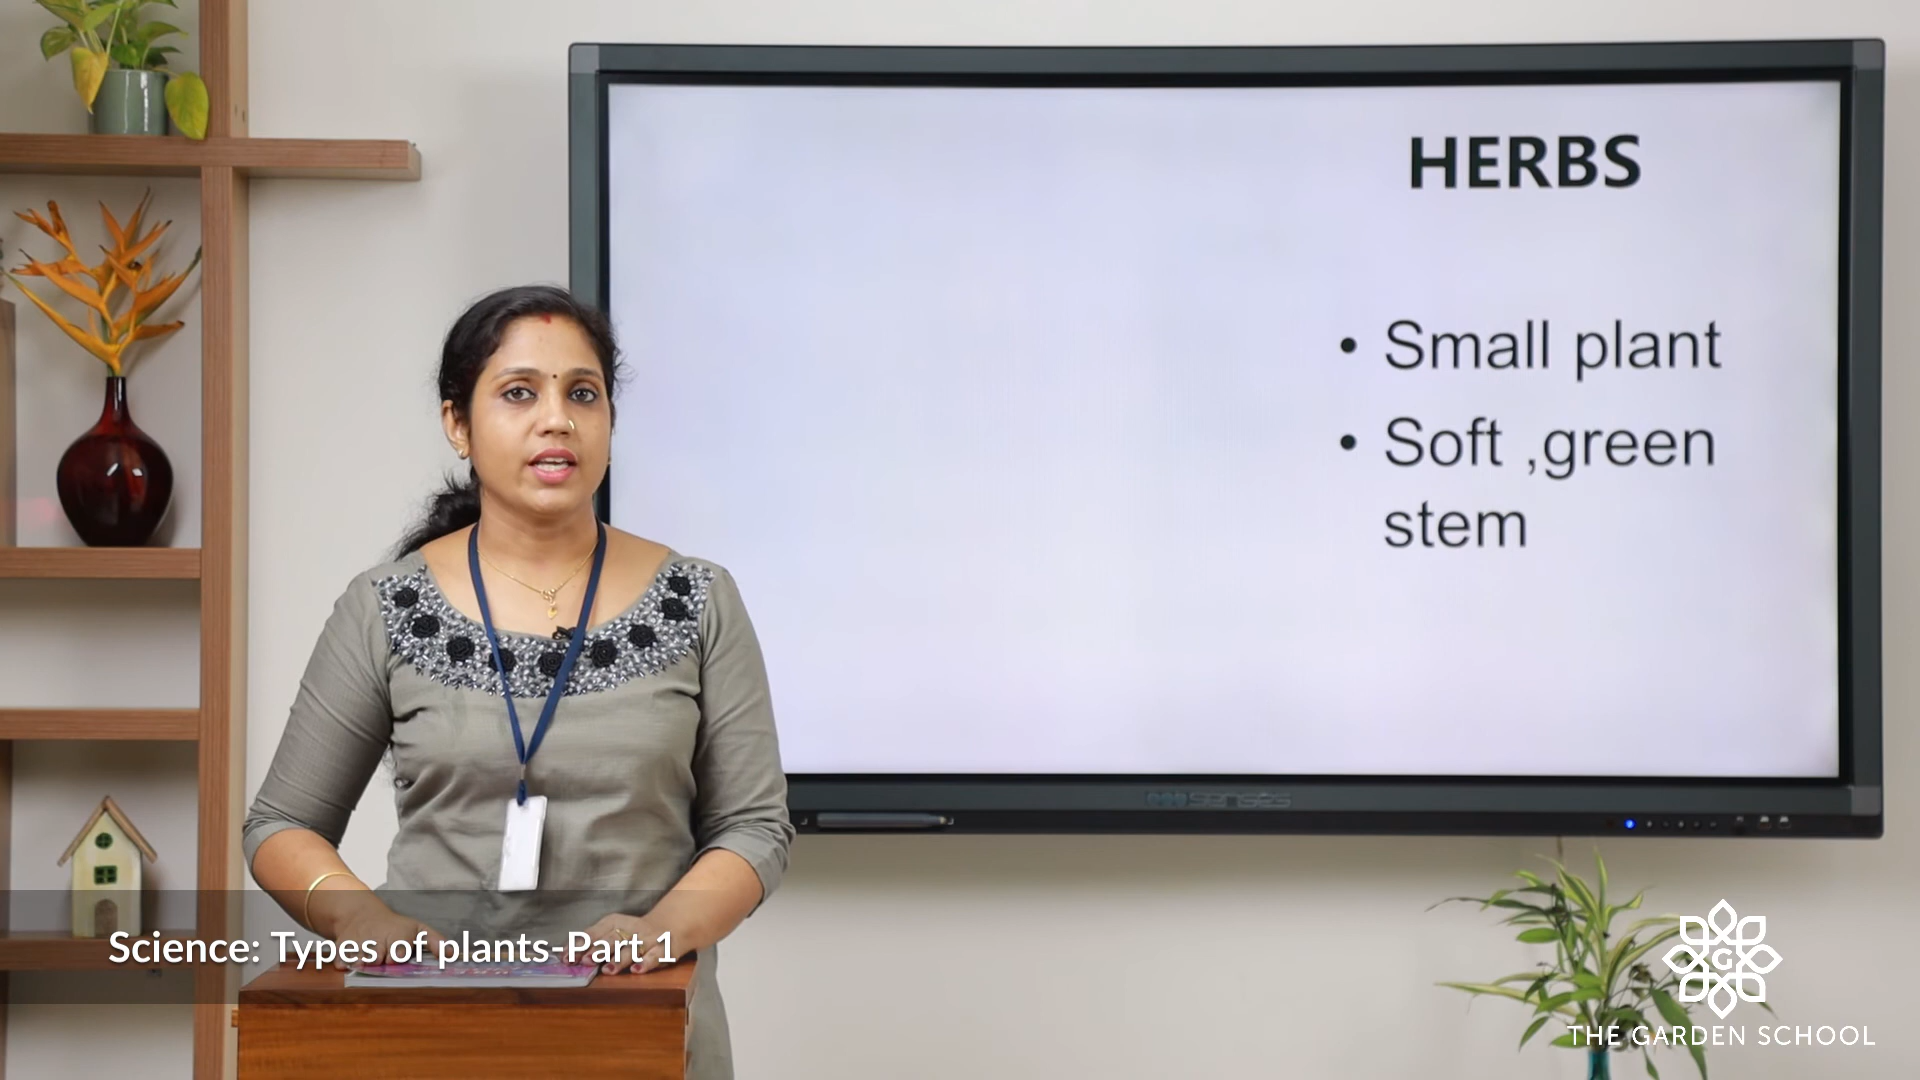 HERBS
• Small plant
• Soft ,green
stem
Science: Types of plants-Part 1
G
THE GARDEN SCHOOL